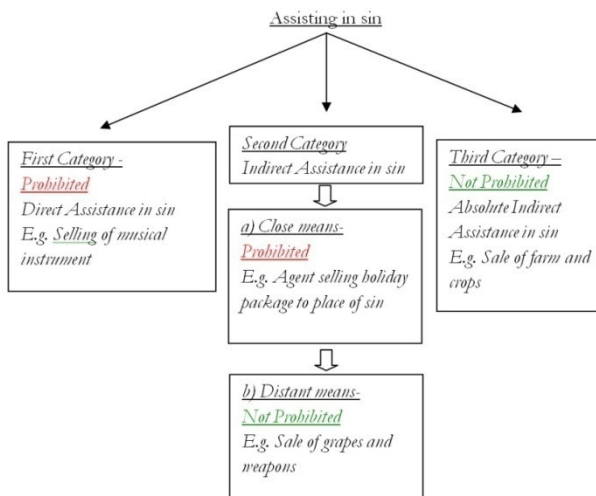 Assisting in sin
First Category -
Prohibited
Direct Assistance in sin
E.g. Selling of musical
instrument
Second Category
Indirect Assistance in sin
a) Close means-
Prohibited
E.g. Agent selling holiday
package to place of sin
b) Distant means-
Not Prohibited
E.g. Sale of grapes and
weapons
Third Category –
Not Prohibited
Absolute Indirect
Assistance in sin
E.g. Sale of farm and
crops